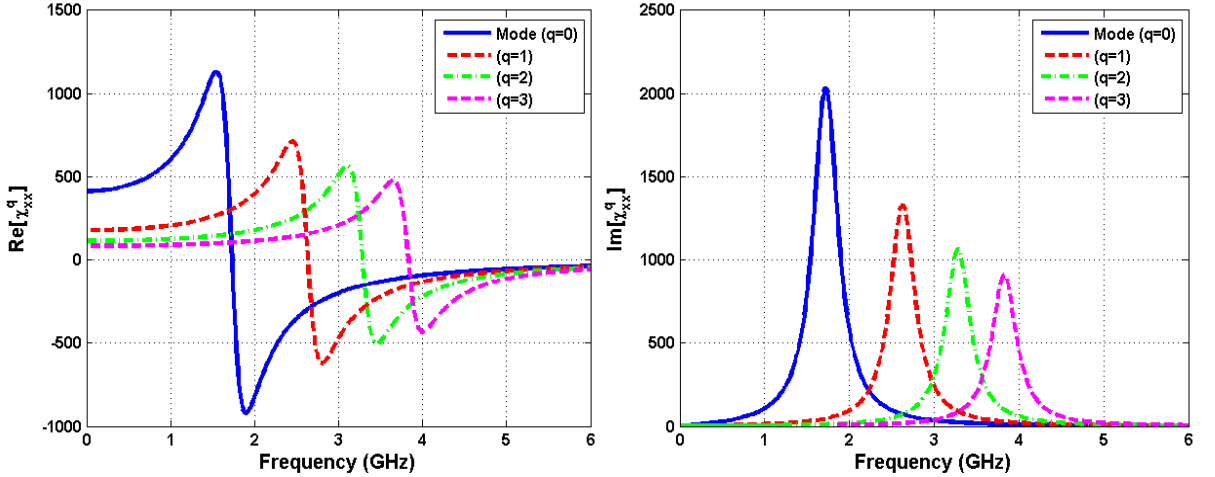 1500
1000
500
0
-500
-1000
0 1 2 3 4 5 6
Frequency (GHz)
Re[χxx^q]
Mode (q=0)
(q=1)
(q=2)
(q=3)
2500
2000
1500
1000
500
0
0 1 2 3 4 5 6
Frequency (GHz)
Im[χxx^q]
Mode (q=0)
(q=1)
(q=2)
(q=3)